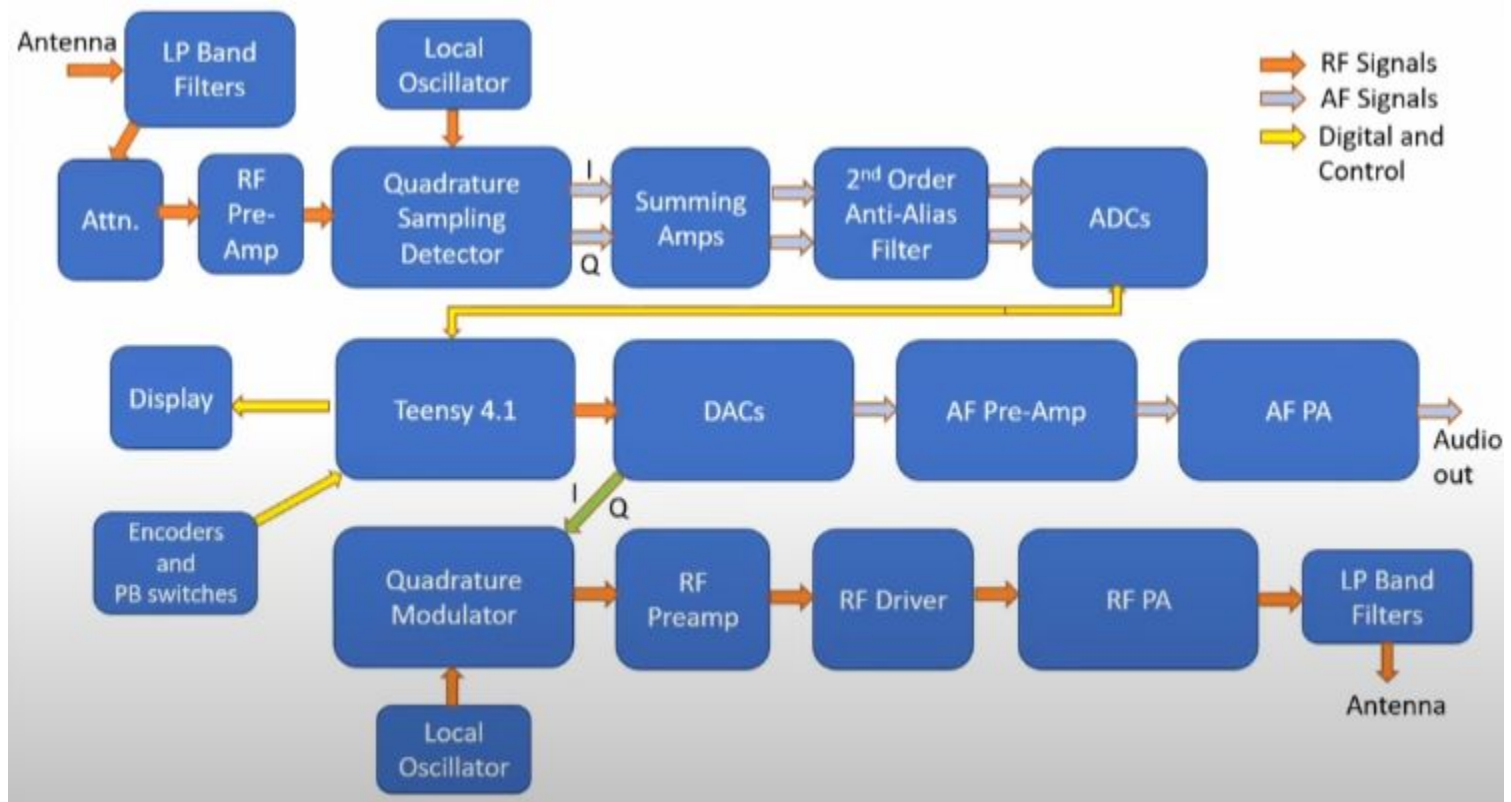 Antenna
LP Band
Filters
Local
Oscillator
RF Signals
AF Signals
Digital and
Control
Attn.
RF
Pre-
Amp
Quadrature
Sampling
Detector
I
Q
Summing
Amps
2nd Order
Anti-Alias
Filter
ADCs
Display
Teensy 4.1
DACs
AF Pre-Amp
AF PA
Audio
out
Encoders
and
PB switches
I
Q
Quadrature
Modulator
RF
Preamp
RF Driver
RF PA
LP Band
Filters
Antenna
Local
Oscillator